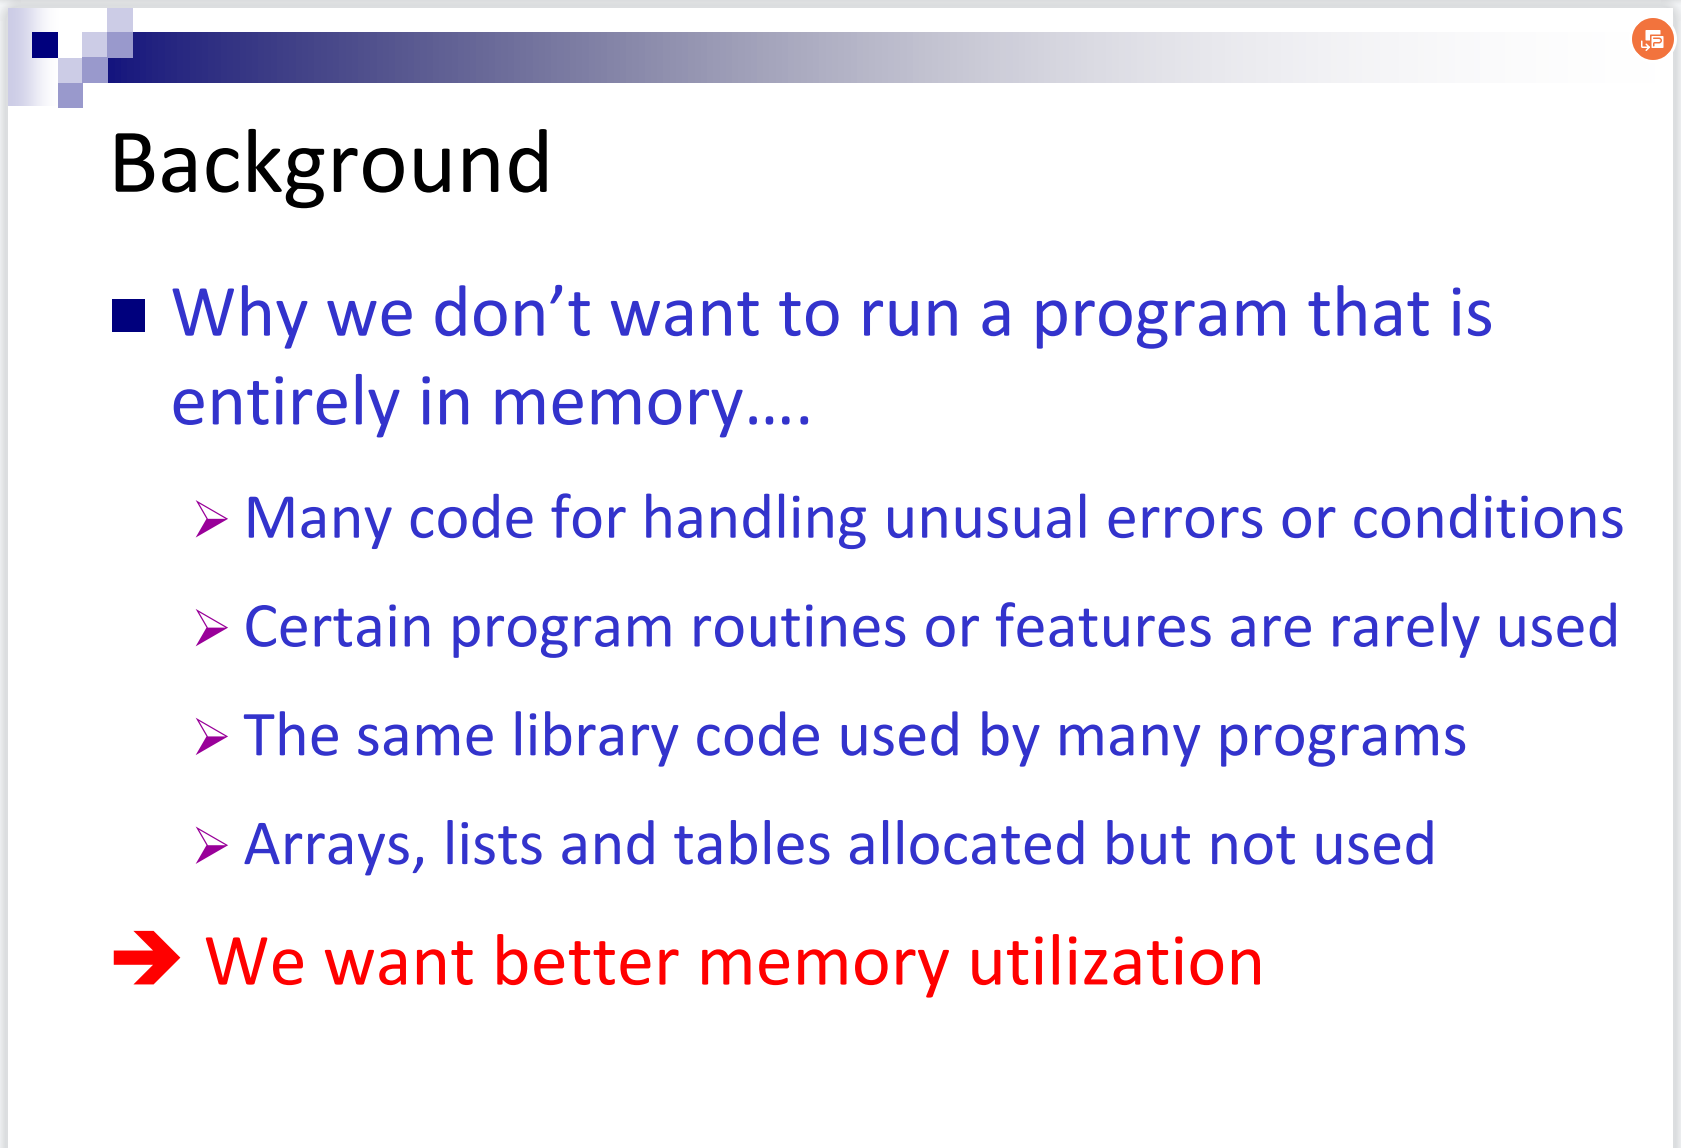 Background
Why we don’t want to run a program that is
entirely in memory….
Many code for handling unusual errors or conditions
Certain program routines or features are rarely used
The same library code used by many programs
Arrays, lists and tables allocated but not used
We want better memory utilization